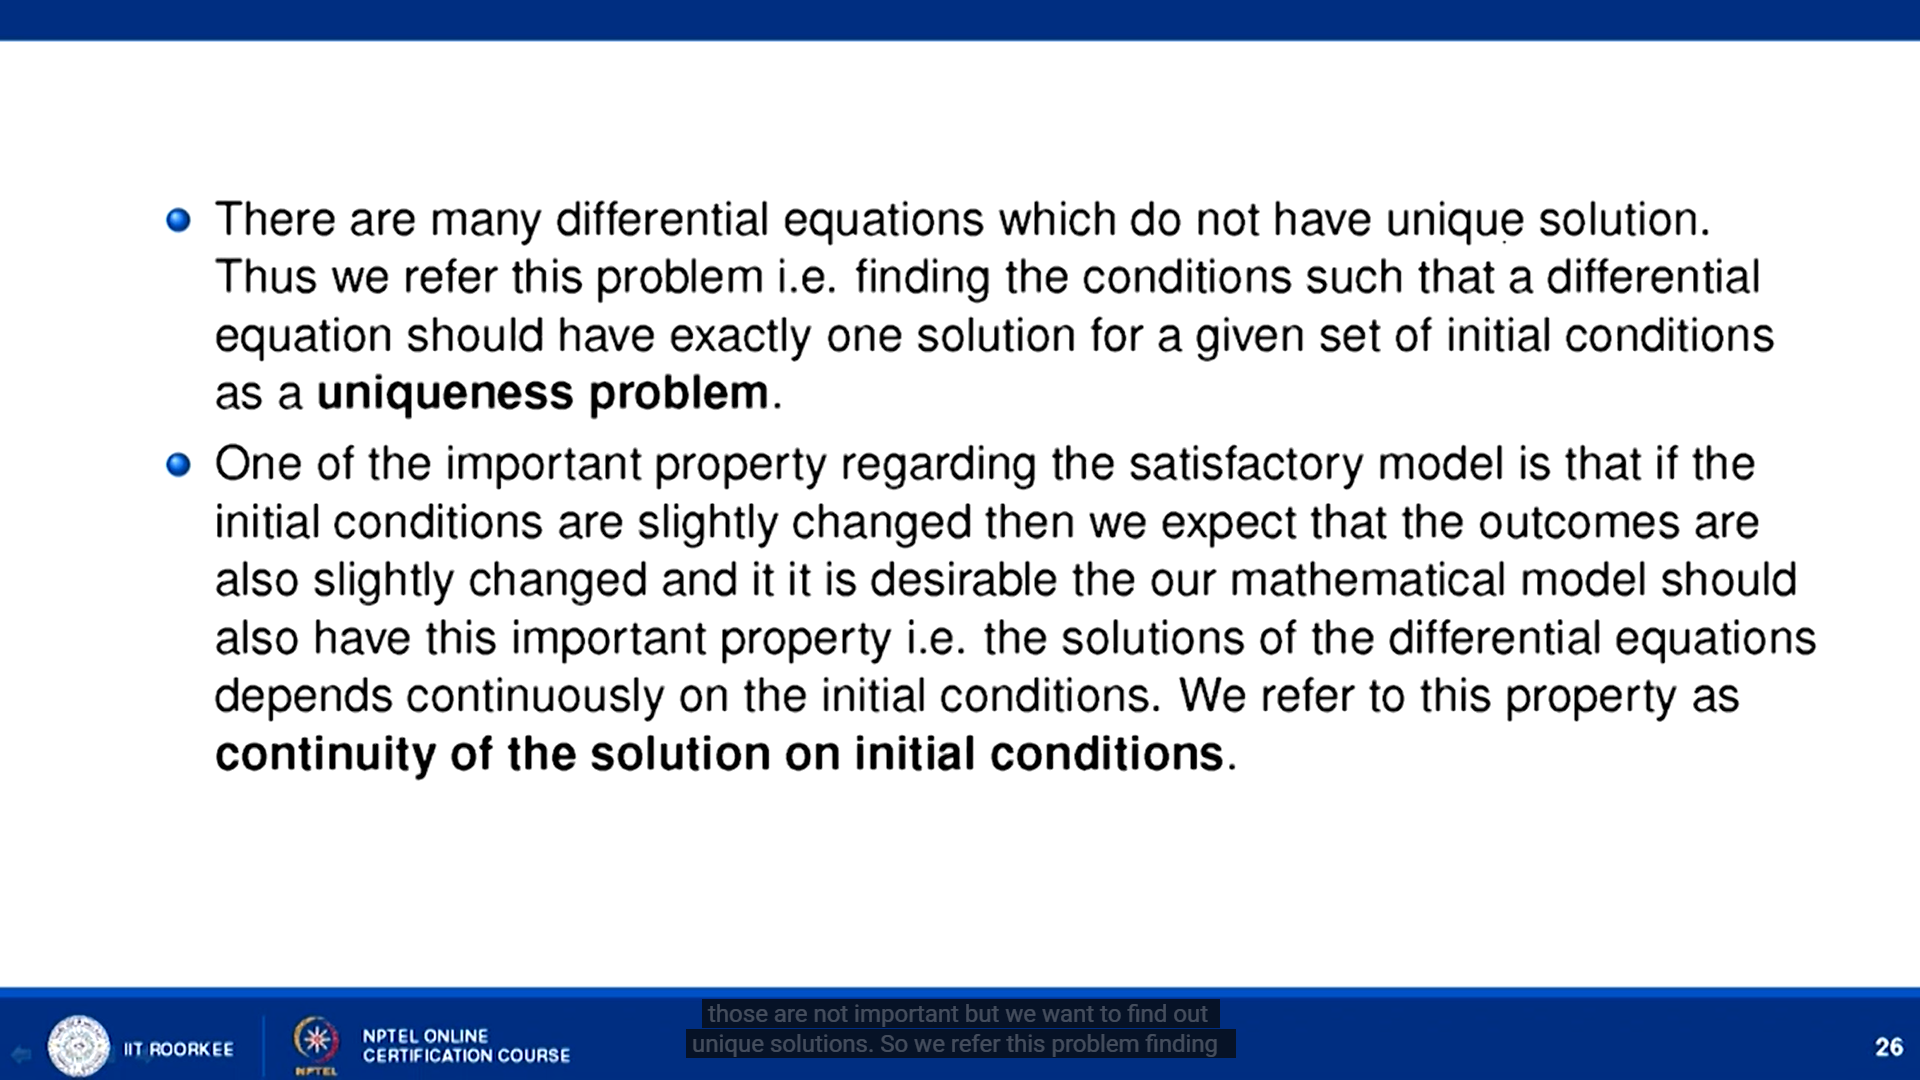 There are many differential equations which do not have unique solution.
Thus we refer this problem i.e. finding the conditions such that a differential
equation should have exactly one solution for a given set of initial conditions
as a uniqueness problem.
One of the important property regarding the satisfactory model is that if the
initial conditions are slightly changed then we expect that the outcomes are
also slightly changed and it it is desirable the our mathematical model should
also have this important property i.e. the solutions of the differential equations
depends continuously on the initial conditions. We refer to this property as
continuity of the solution on initial conditions.
those are not important but we want to find out
unique solutions. So we refer this problem finding
IIT ROORKEE
NPTEL
NPTEL ONLINE
CERTIFICATION COURSE
26